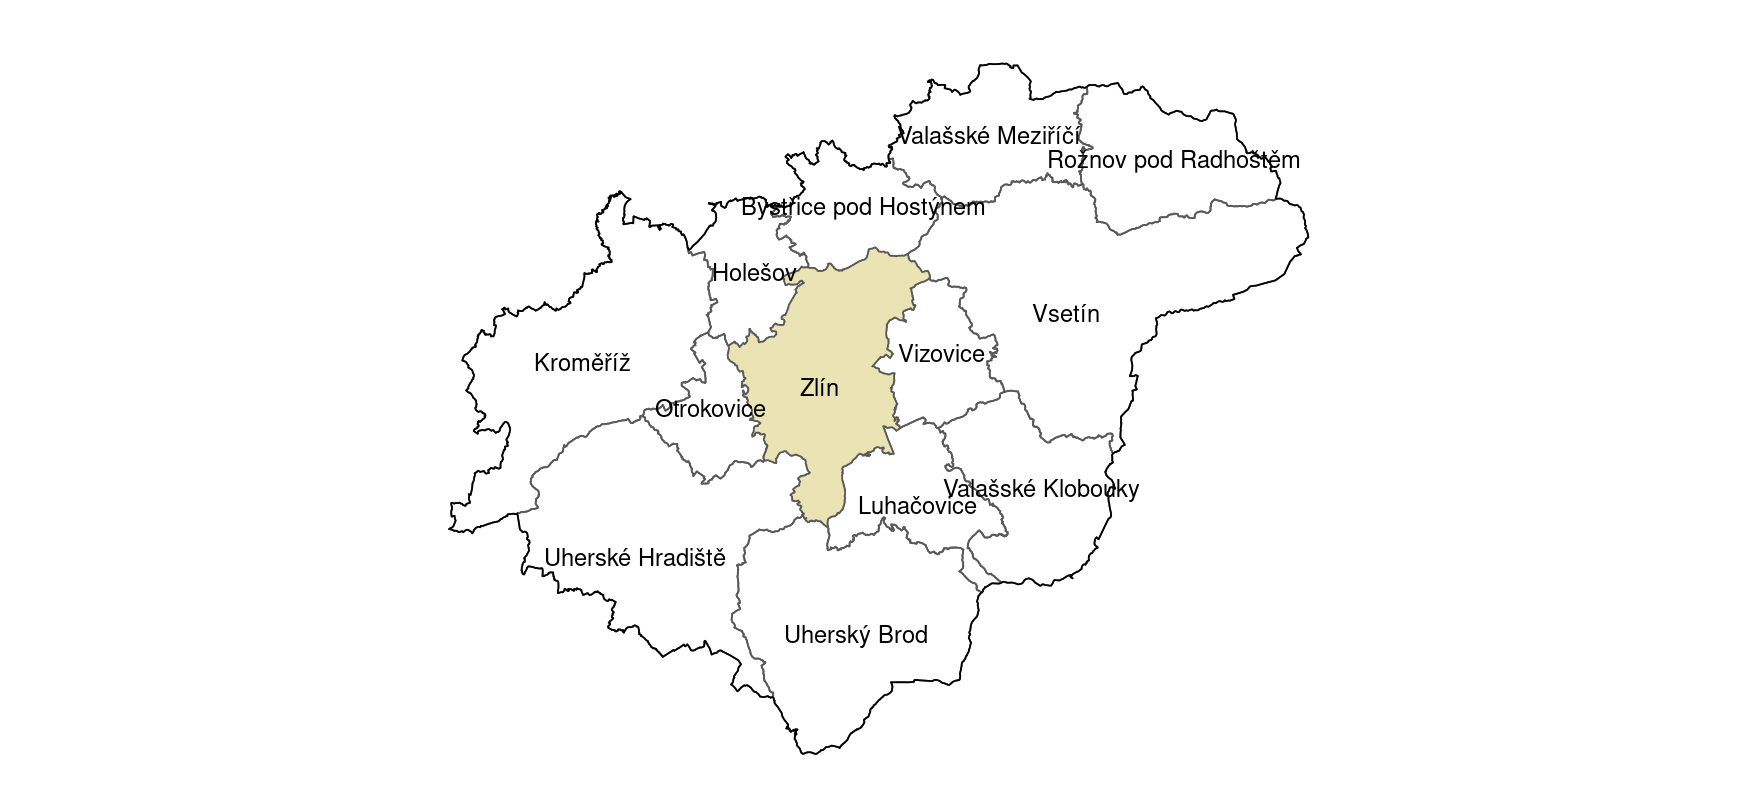 Valašské Meziříčí
Rožnov pod Radhoštěm
Bystřice pod Hostýnem
Holešov
Vsetín
Vizovice
Kroměříž
Zlín
Otrokovice
Valašské Klobouky
Luhačovice
Uherské Hradiště
Uherský Brod